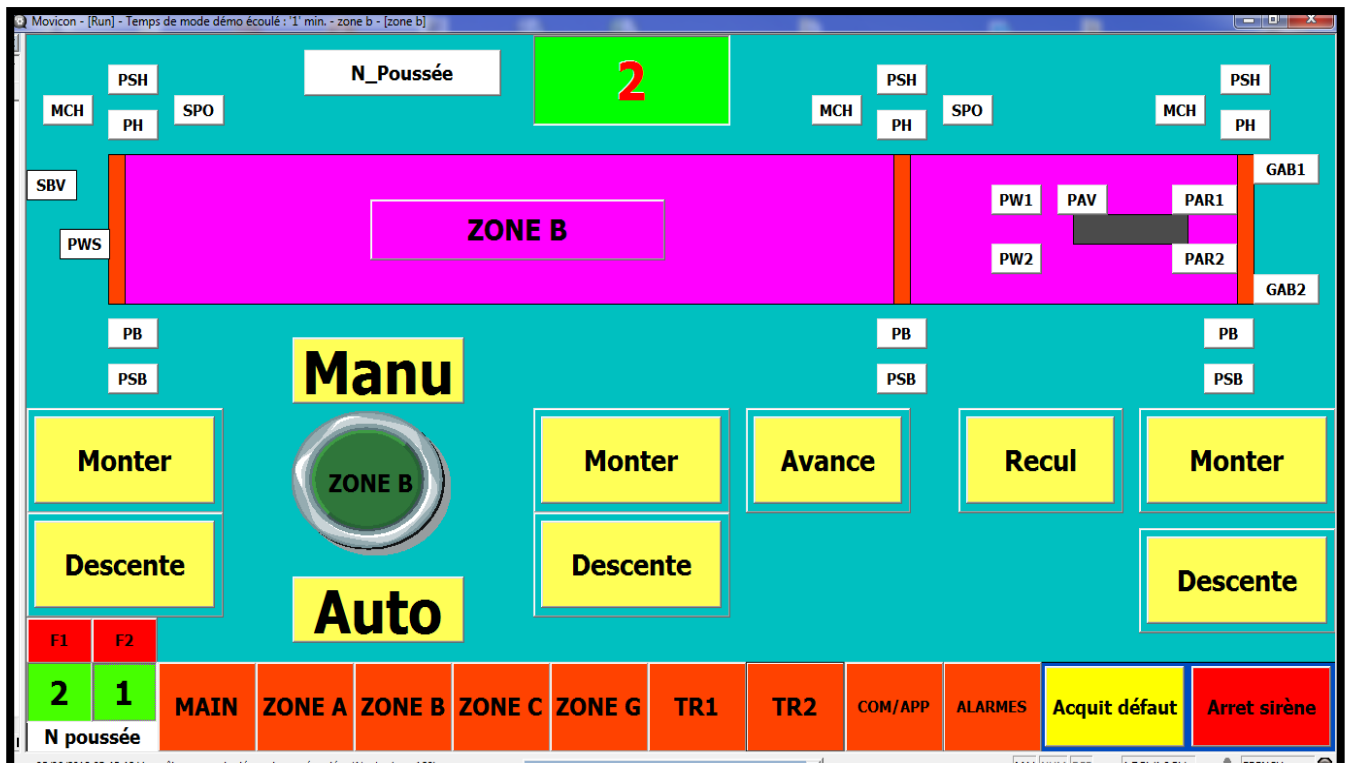 Movicon - [Run] - Temps de mode démo écoulé : '1' min. - zone b - [zone b]
N_Poussée
2
PSH
MCH
SPO
PH
PSH
MCH
SPO
PH
PSH
MCH
PH
SBV
PWS
ZONE B
PW1
PAV
PAR1
GAB1
PW2
PAR2
GAB2
PB
PSB
PB
PSB
PB
PSB
Manu
ZONE B
Auto
Monter
Descente
Monter
Descente
Avance
Recul
Monter
Descente
F1 F2
2 1
N poussée
MAIN
ZONE A
ZONE B
ZONE C
ZONE G
TR1
TR2
COM/APP
ALARMES
Acquit défaut
Arret sirène